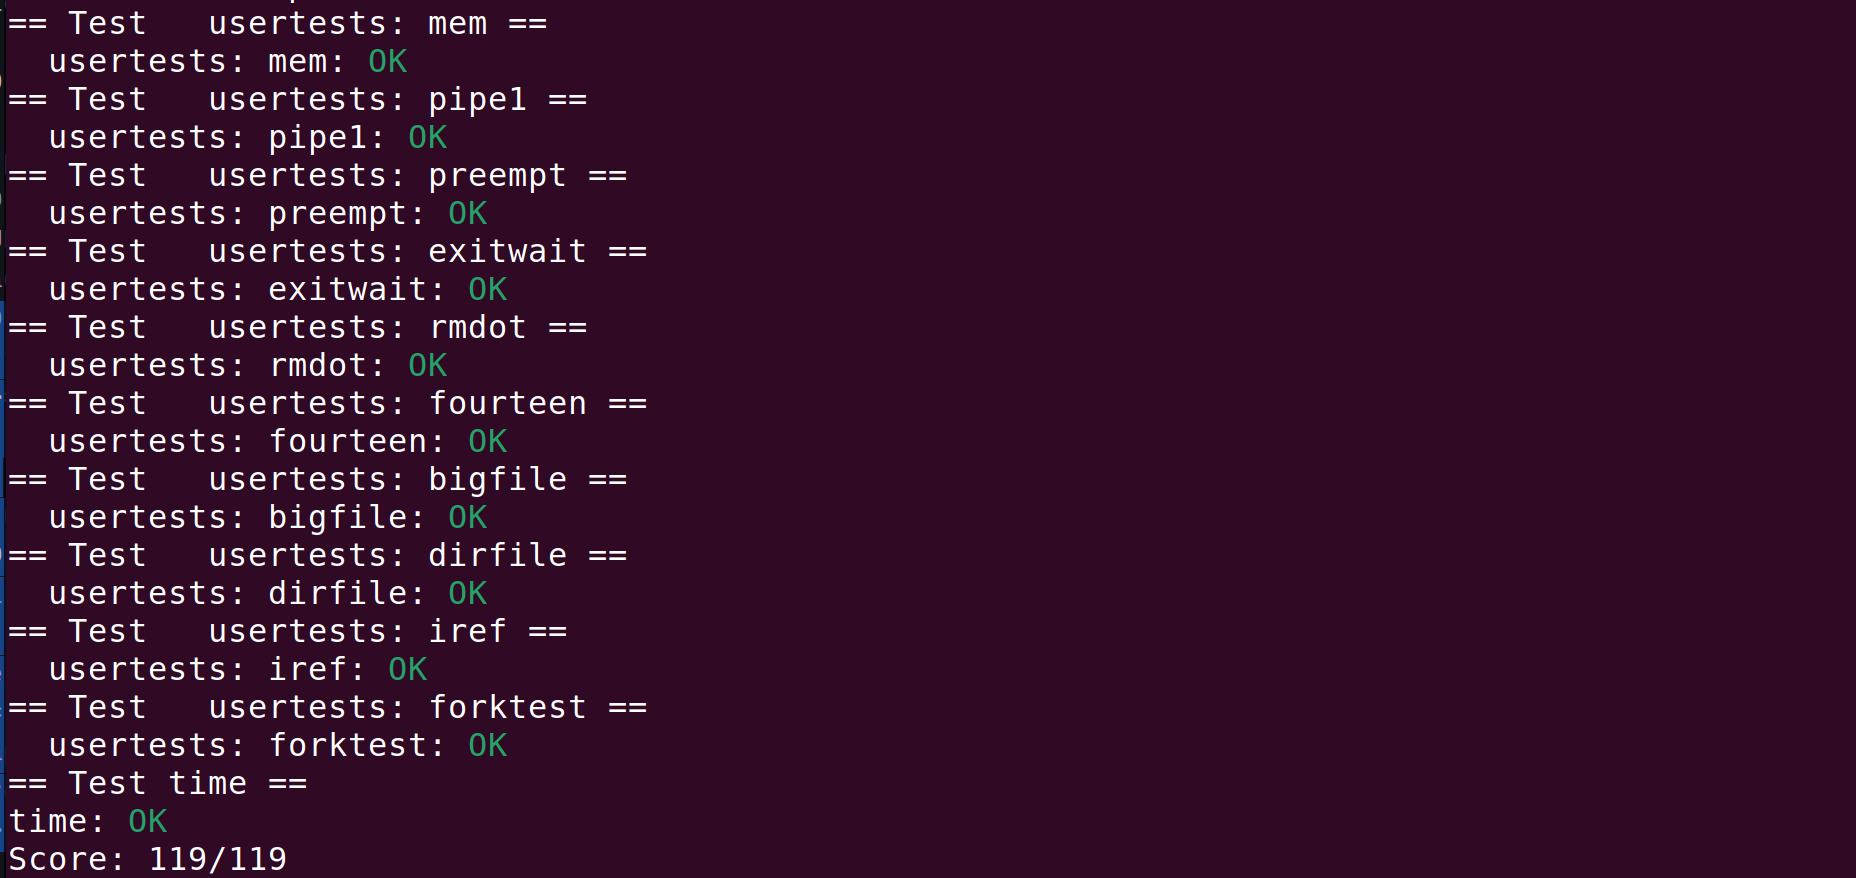 == Test   usertests: mem ==
  usertests: mem: OK
== Test   usertests: pipe1 ==
  usertests: pipe1: OK
== Test   usertests: preempt ==
  usertests: preempt: OK
== Test   usertests: exitwait ==
  usertests: exitwait: OK
== Test   usertests: rmdot ==
  usertests: rmdot: OK
== Test   usertests: fourteen ==
  usertests: fourteen: OK
== Test   usertests: bigfile ==
  usertests: bigfile: OK
== Test   usertests: dirfile ==
  usertests: dirfile: OK
== Test   usertests: iref ==
  usertests: iref: OK
== Test   usertests: forktest ==
  usertests: forktest: OK
== Test time ==
time: OK
Score: 119/119